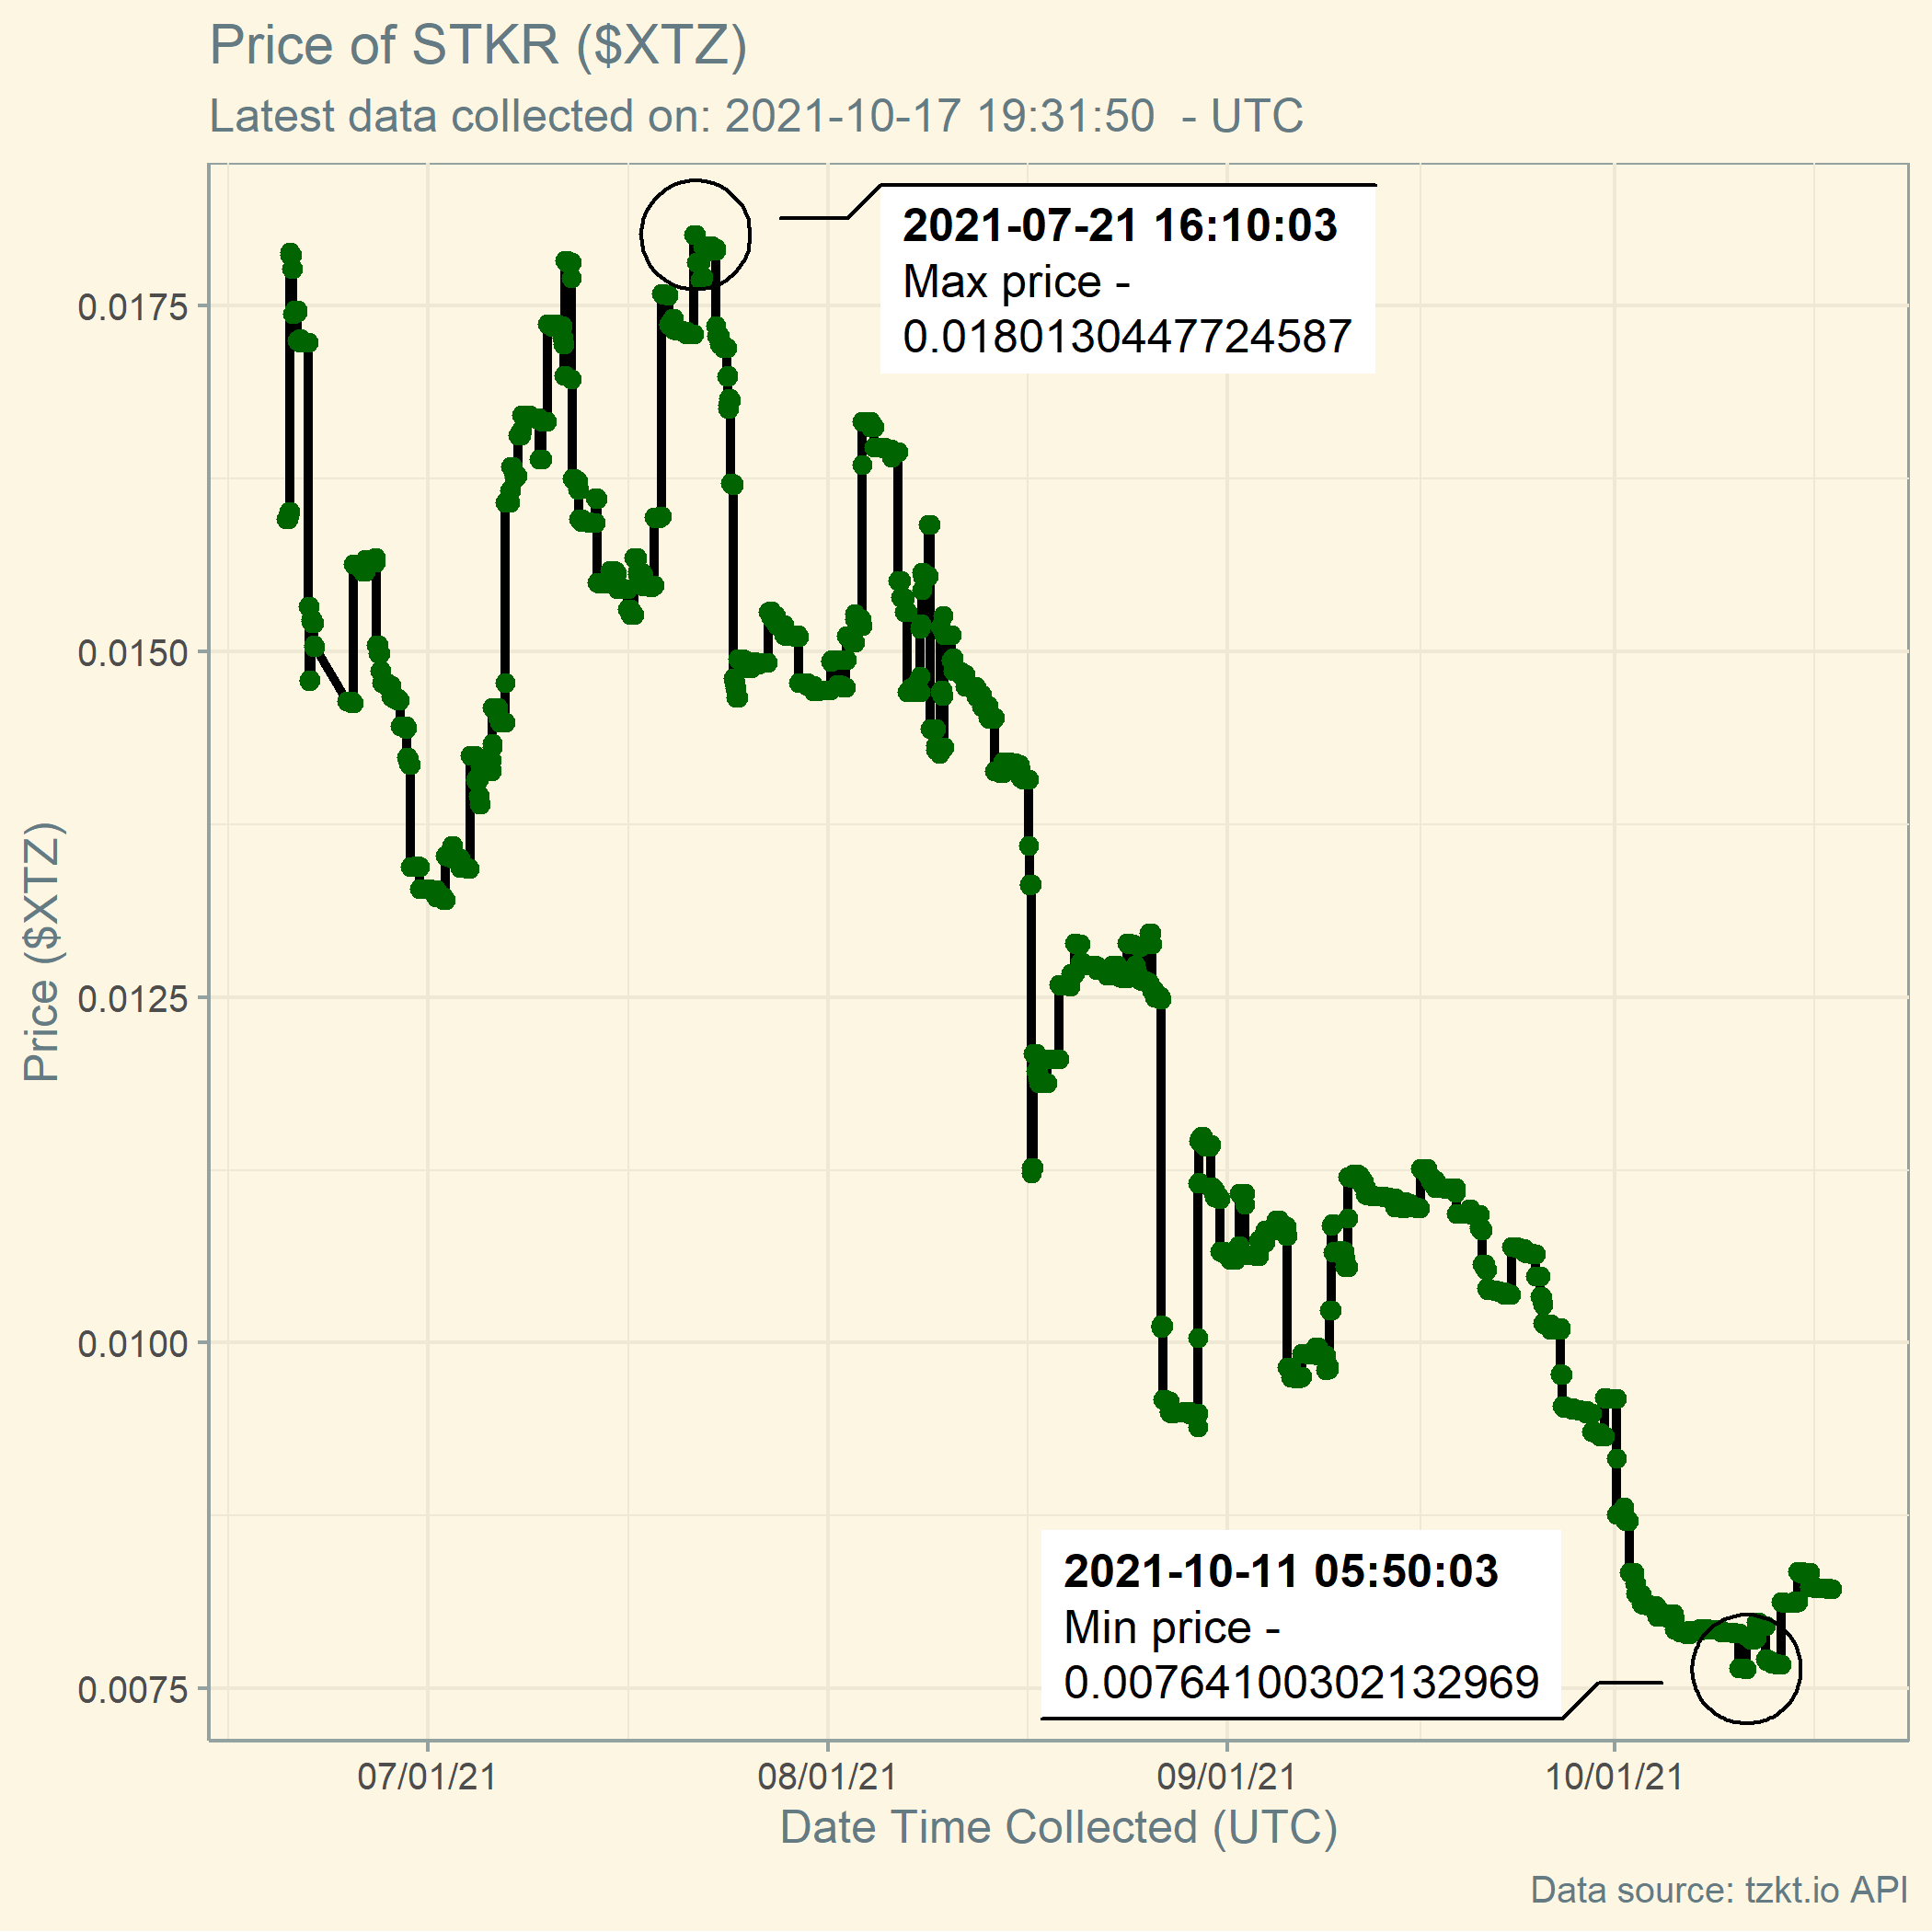 Price of STKR ($XTZ)
Latest data collected on: 2021-10-17 19:31:50  - UTC
2021-07-21 16:10:03
Max price -
0.0180130447724587
0.0175
0.0150
0.0125
0.0100
0.0075
Price ($XTZ)
2021-10-11 05:50:03
Min price -
0.00764100302132969
07/01/21
08/01/21
09/01/21
10/01/21
Date Time Collected (UTC)
Data source: tzkt.io API